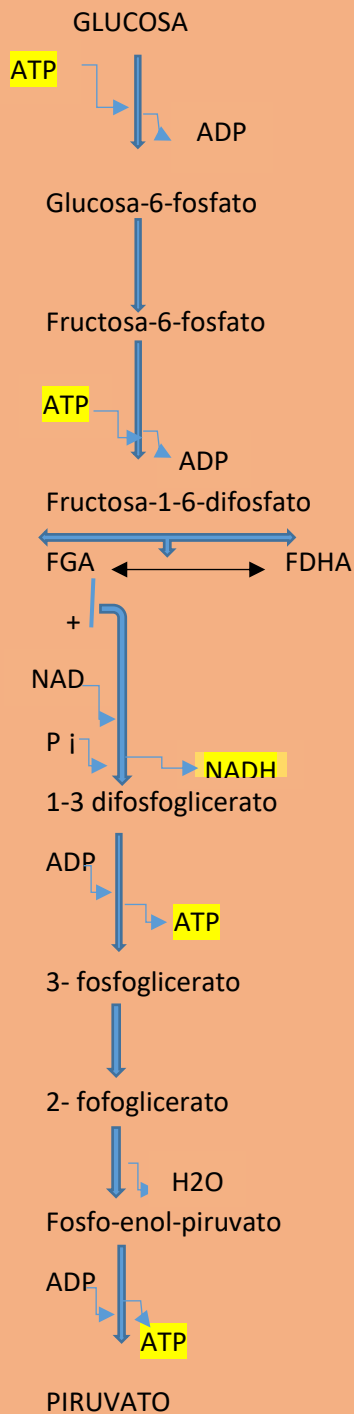 GLUCOSA
ATP
ADP
Glucosa-6-fosfato
Fructosa-6-fosfato
ATP
ADP
Fructosa-1-6-difosfato
FGA FDHA
+
NAD
P i
NADH
1-3 difosfoglicerato
ADP
ATP
3- fosfoglicerato
2- fofoglicerato
H2O
Fosfo-enol-piruvato
ADP
ATP
PIRUVATO